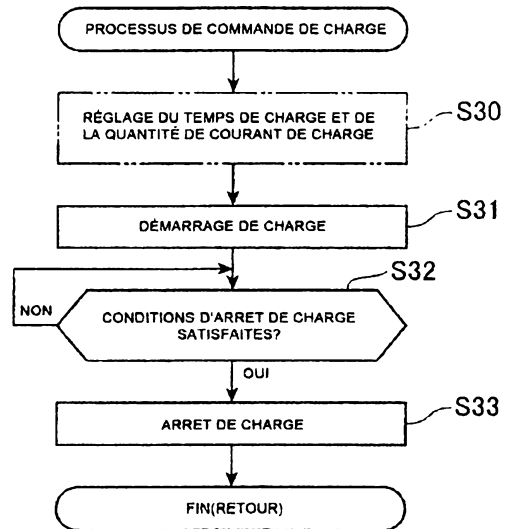 PROCESSUS DE COMMANDE DE CHARGE
RÉGLAGE DU TEMPS DE CHARGE ET DE
LA QUANTITÉ DE COURANT DE CHARGE
S30
DÉMARRAGE DE CHARGE
S31
S32
NON
CONDITIONS D'ARRET DE CHARGE
SATISFAITES?
OUI
ARRET DE CHARGE
S33
FIN(RETOUR)